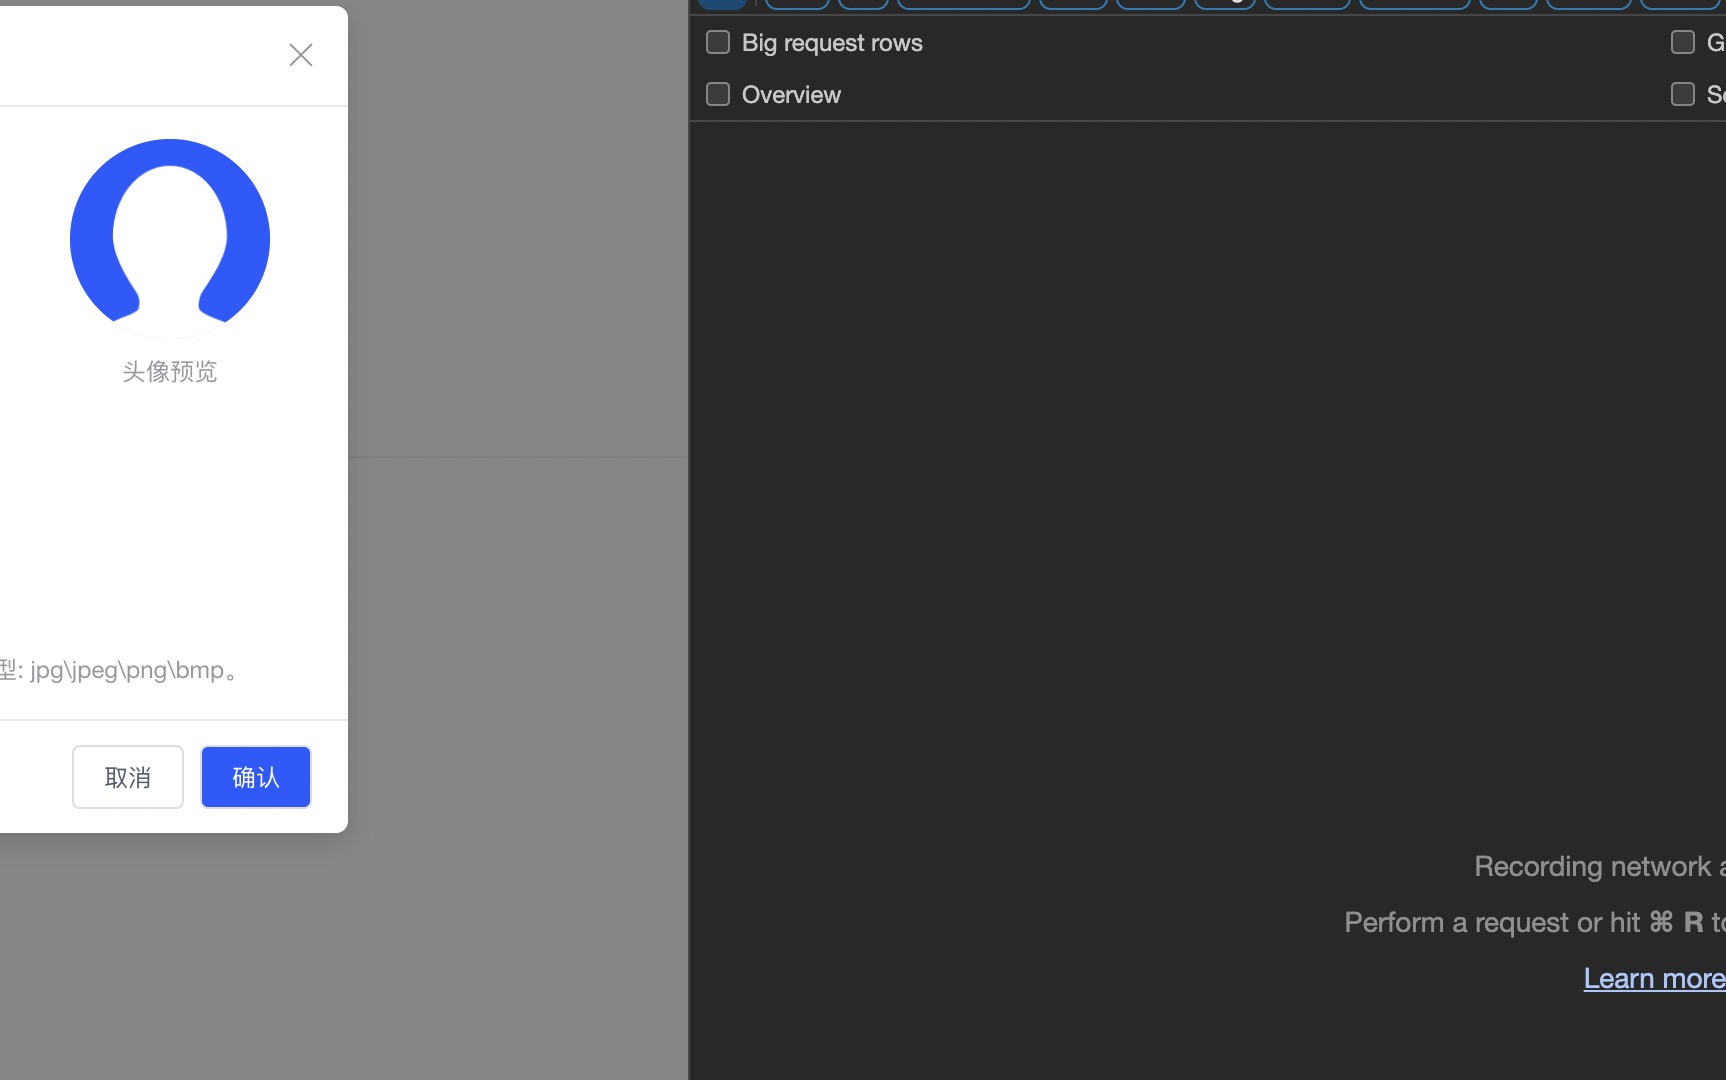 头像预览
型: jpg\jpeg\png\bmp。
取消
确认
Big request rows
Overview
Recording network
Perform a request or hit ⌘ R
Learn more